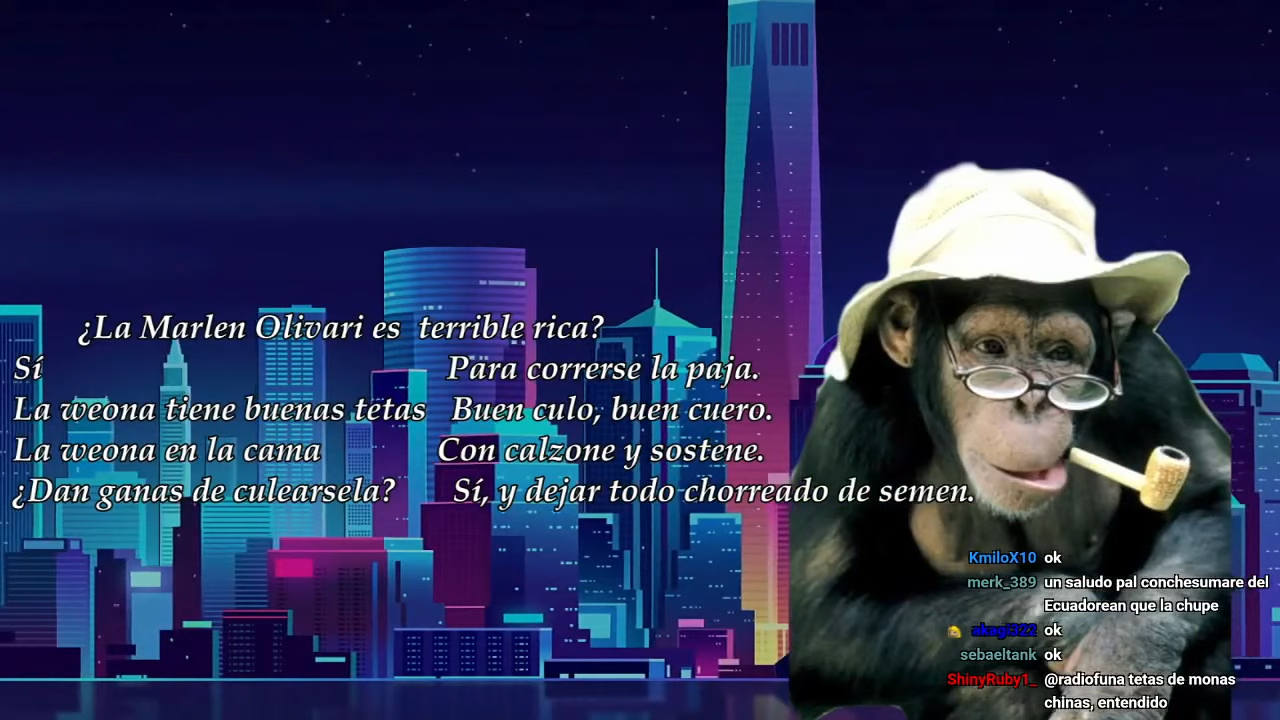 ¿La Marlen Olivari es terrible rica?
Sí Para correrse la paja.
La weona tiene buenas tetas Buen culo, buen cuero.
La weona en la cama Con calzone y sostene.
¿Dan ganas de culearsela? Sí, y dejar todo chorreado de semen.
KmiloX10 ok
merk_389 un saludo pal conchesumare del
Ecuadorean que la chupe
akagi322 ok
sebaeltank ok
ShinyRuby1_ @radiofuna tetas de monas
chinas, entendido